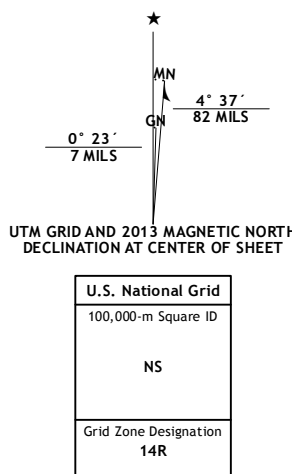 ★
MN
4° 37´
82 MILS
GN
0° 23´
7 MILS
UTM GRID AND 2013 MAGNETIC NORTH
DECLINATION AT CENTER OF SHEET
U.S. National Grid
100,000-m Square ID
NS
Grid Zone Designation
14R